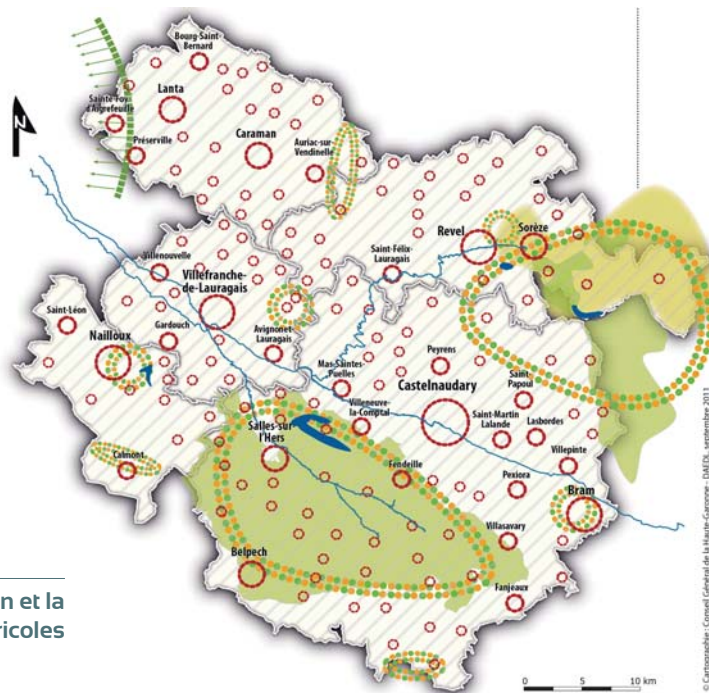 Bourg-Saint-
Bernard
Lanta
Sainte-Foy-
d'Aigrefeuille
Préserville
Caraman
Auriac-sur-
Vendinelle
N
Revel
Sorèze
Saint-Félix-
Lauragais
Villenouvelle
Villefranche-
de-Lauragais
Saint-Léon
Nailloux
Gardouch
Avignonet-
Lauragais
Mas-Saintes-
Puelles
Peyrens
Castelnaudary
Saint-
Papoul
Villeneuve-
la-Comptal
Saint-Martin
Lalande
Lasbordes
Salles-sur-
l'Hers
Villepinte
Calmont
Fendeille
Pexiora
Bram
Villasavary
Belpech
Fanjeaux
n et la
ricoles
0 5 10 km
© Cartographie : Conseil Général de la Haute-Garonne - DAEDL, septembre 2011